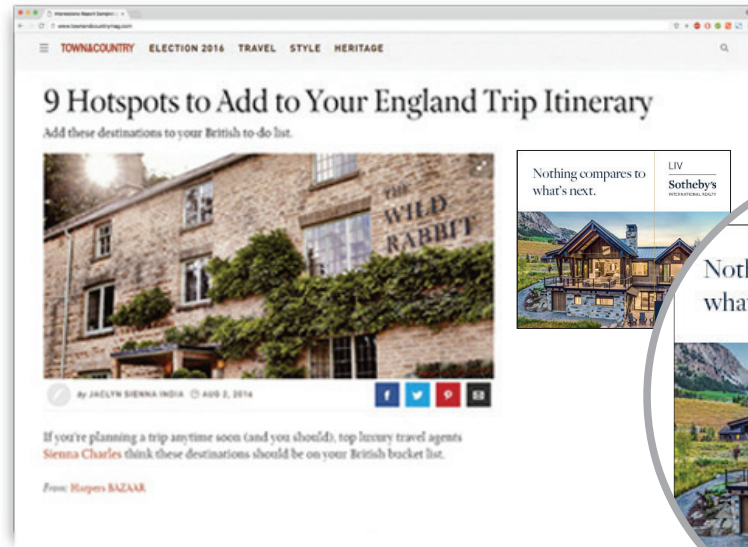 www.townandcountrymag.com
TOWN&COUNTRY ELECTION 2016 TRAVEL STYLE HERITAGE
9 Hotspots to Add to Your England Trip Itinerary
Add these destinations to your British to-do list.
THE
WILD
RABBIT
By JACLYN SIENNA INDIA AUG 2, 2016
If you're planning a trip anytime soon (and you should), top luxury travel agents
Sienna Charles think these destinations should be on your British bucket list.
From: Harpers BAZAAR
Nothing compares to
what's next.
LIV
Sotheby's
INTERNATIONAL REALTY
Noth
what